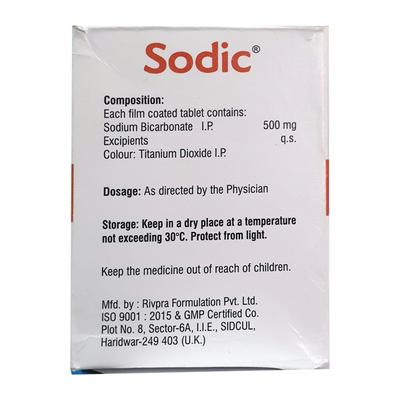 Sodic®
Composition:
Each film coated tablet contains:
Sodium Bicarbonate I.P. 500 mg
Excipients q.s.
Colour: Titanium Dioxide I.P.
Dosage: As directed by the Physician
Storage: Keep in a dry place at a temperature
not exceeding 30°C. Protect from light.
Keep the medicine out of reach of children.
Mfd. by : Rivpra Formulation Pvt. Ltd.
ISO 9001 : 2015 & GMP Certified Co.
Plot No. 8, Sector-6A, I.I.E., SIDCUL,
Haridwar-249 403 (U.K.)